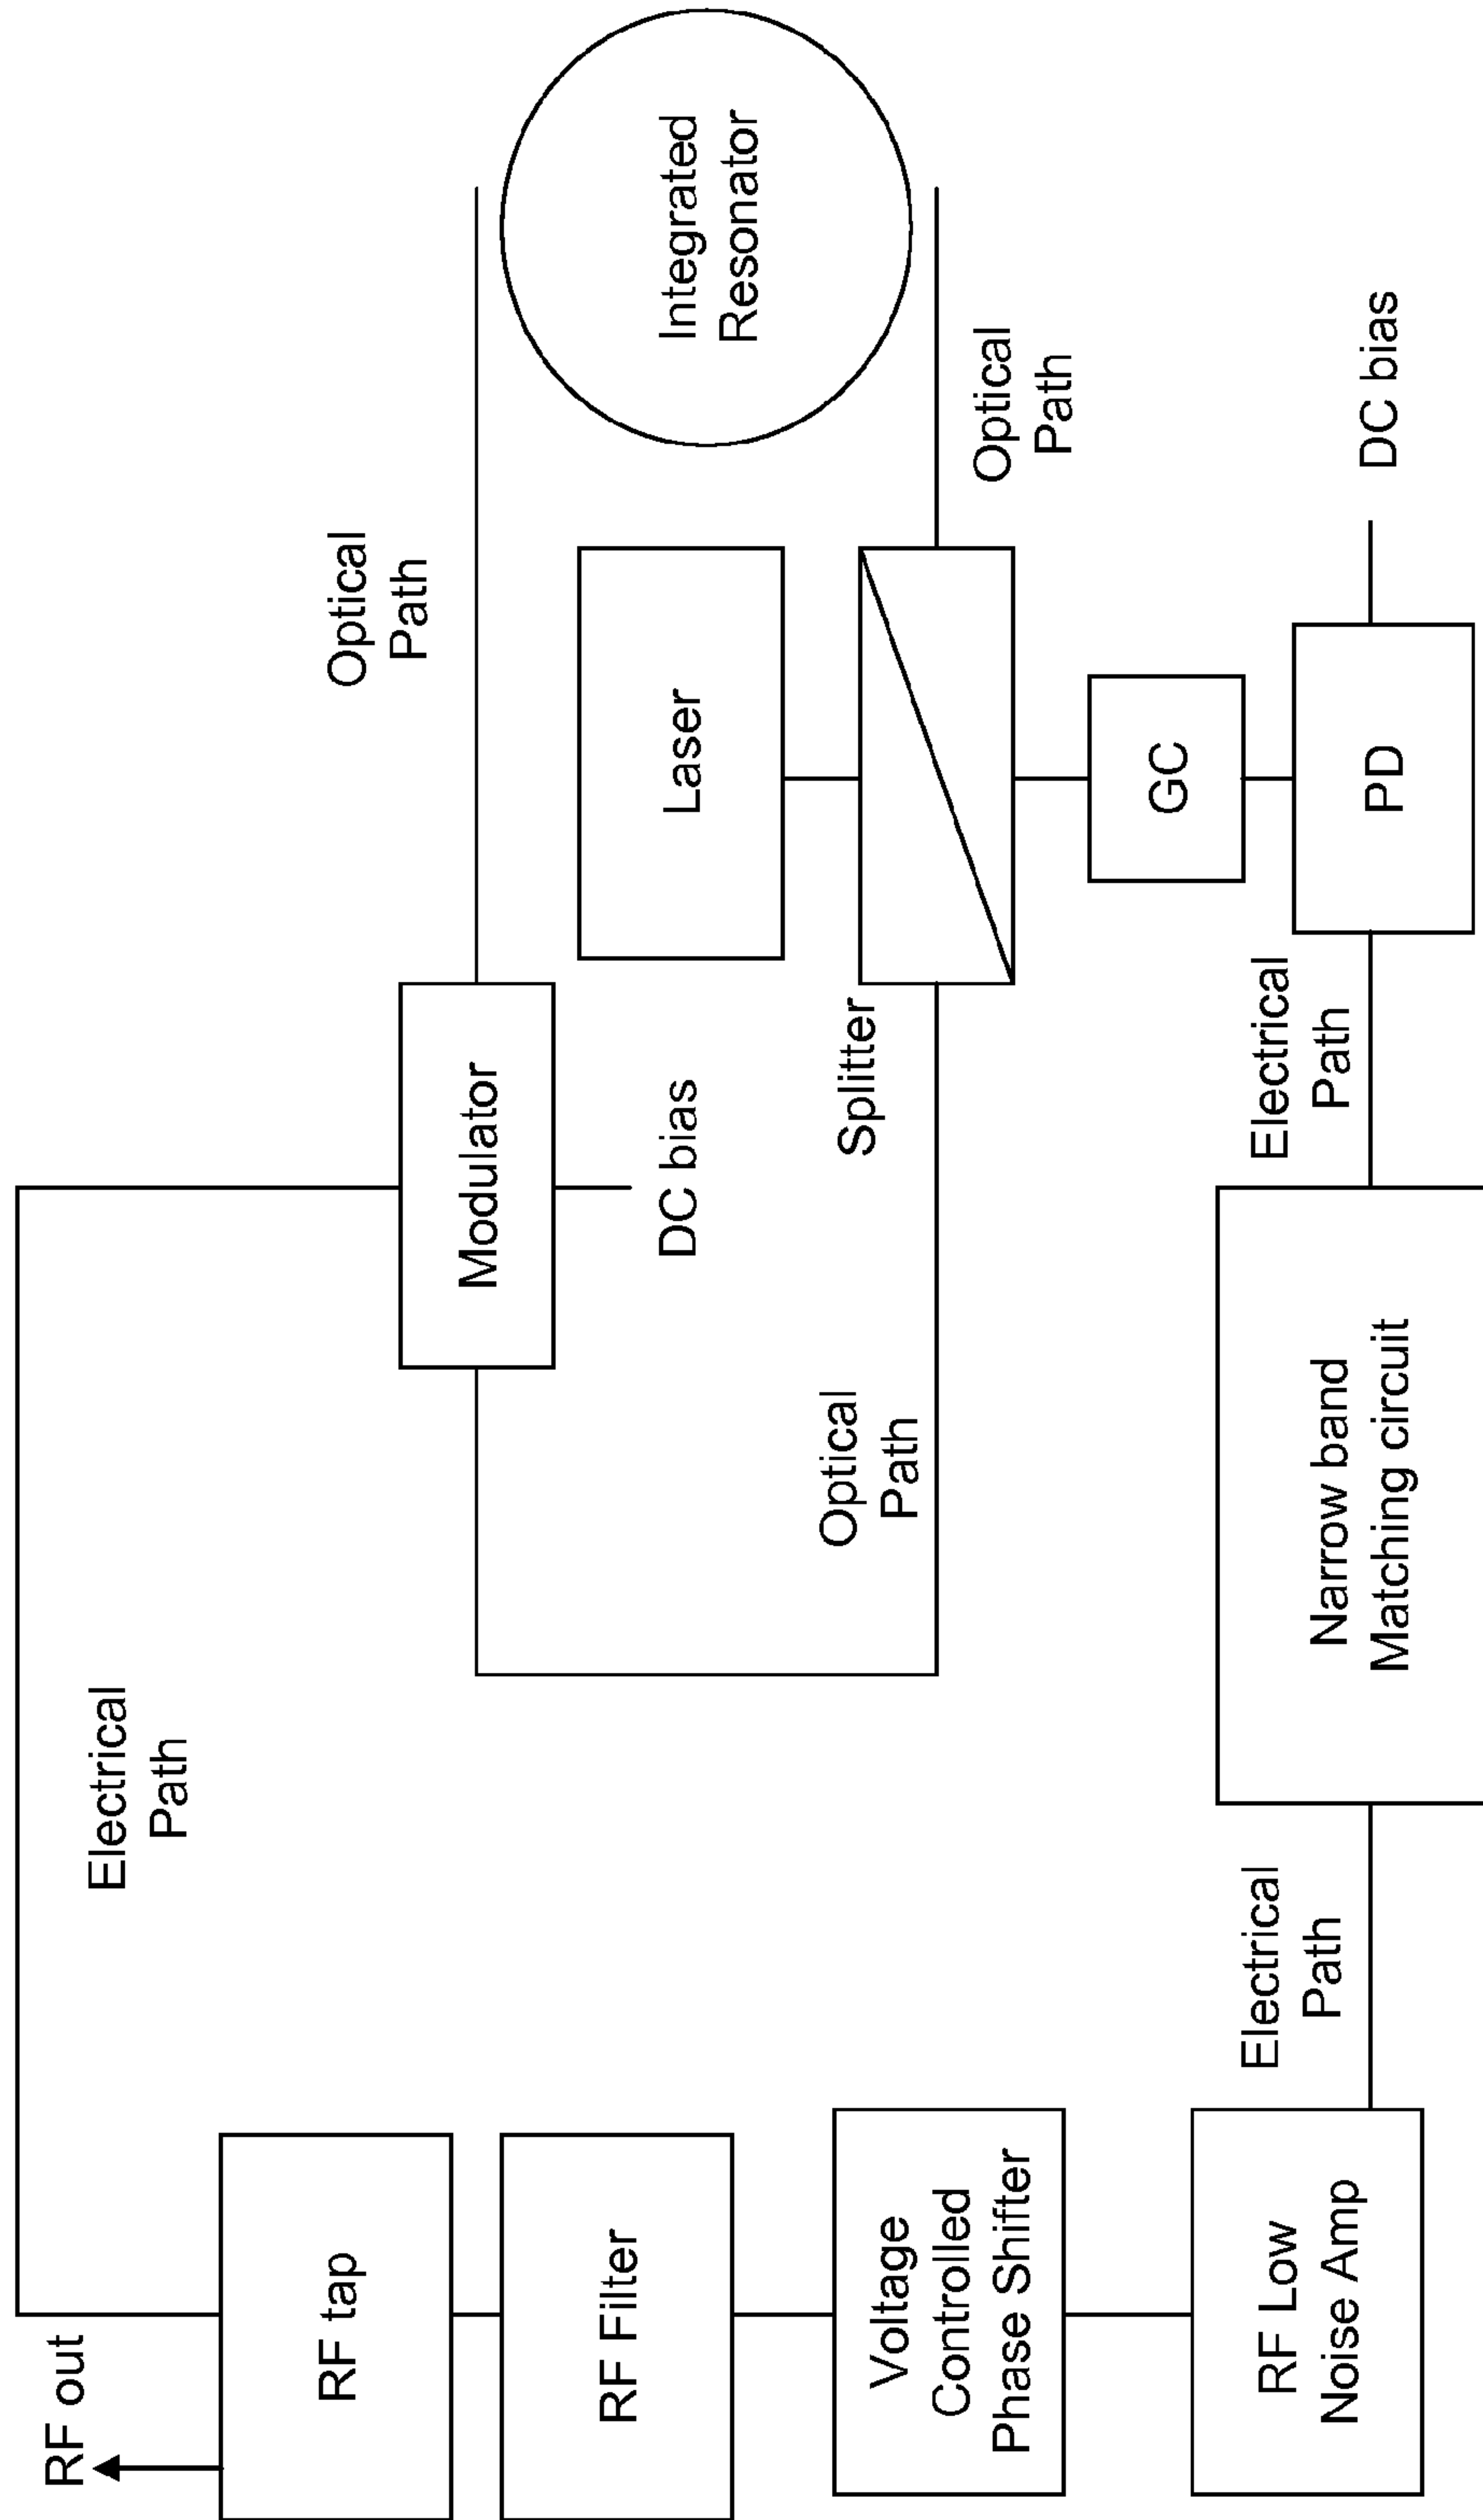 RF out
RF tap
RF Filter
Voltage
Controlled
Phase Shifter
RF Low
Noise Amp
Electrical
Path
Electrical
Path
Narrow band
Matching circuit
Optical
Path
Modulator
DC bias
Splitter
Electrical
Path
Optical
Path
Laser
GC
PD
Integrated
Resonator
Optical
Path
DC bias